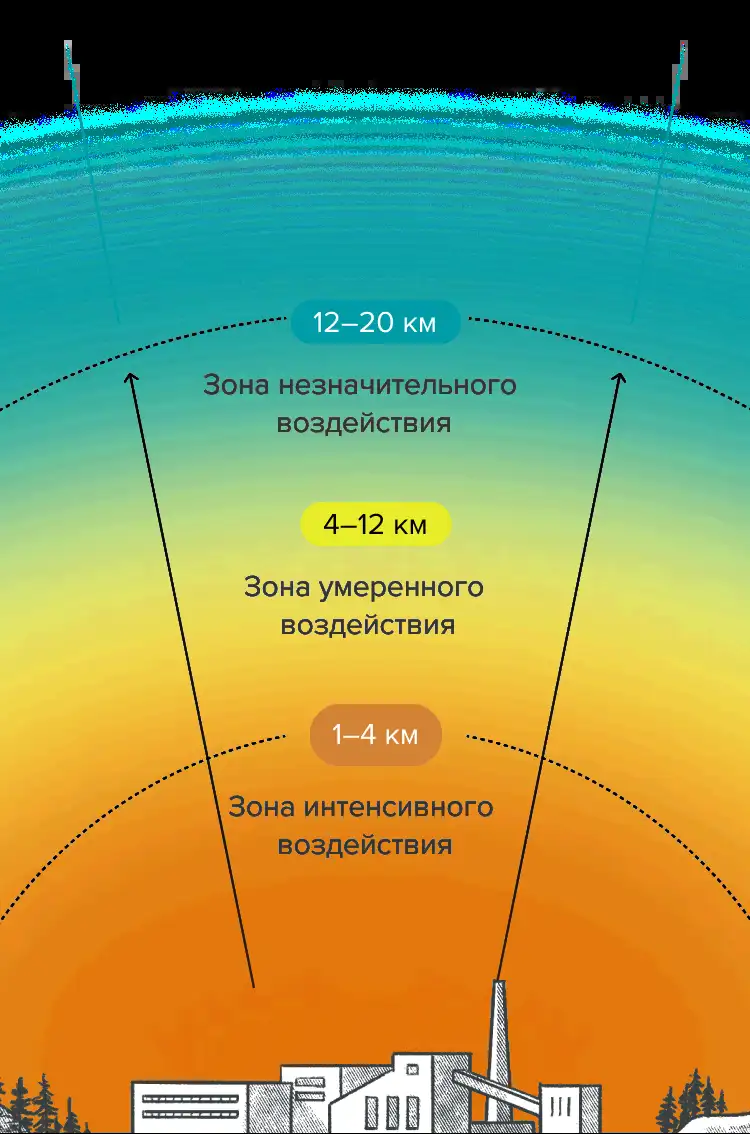 12–20 км
Зона незначительного
воздействия
4–12 км
Зона умеренного
воздействия
1–4 км
Зона интенсивного
воздействия